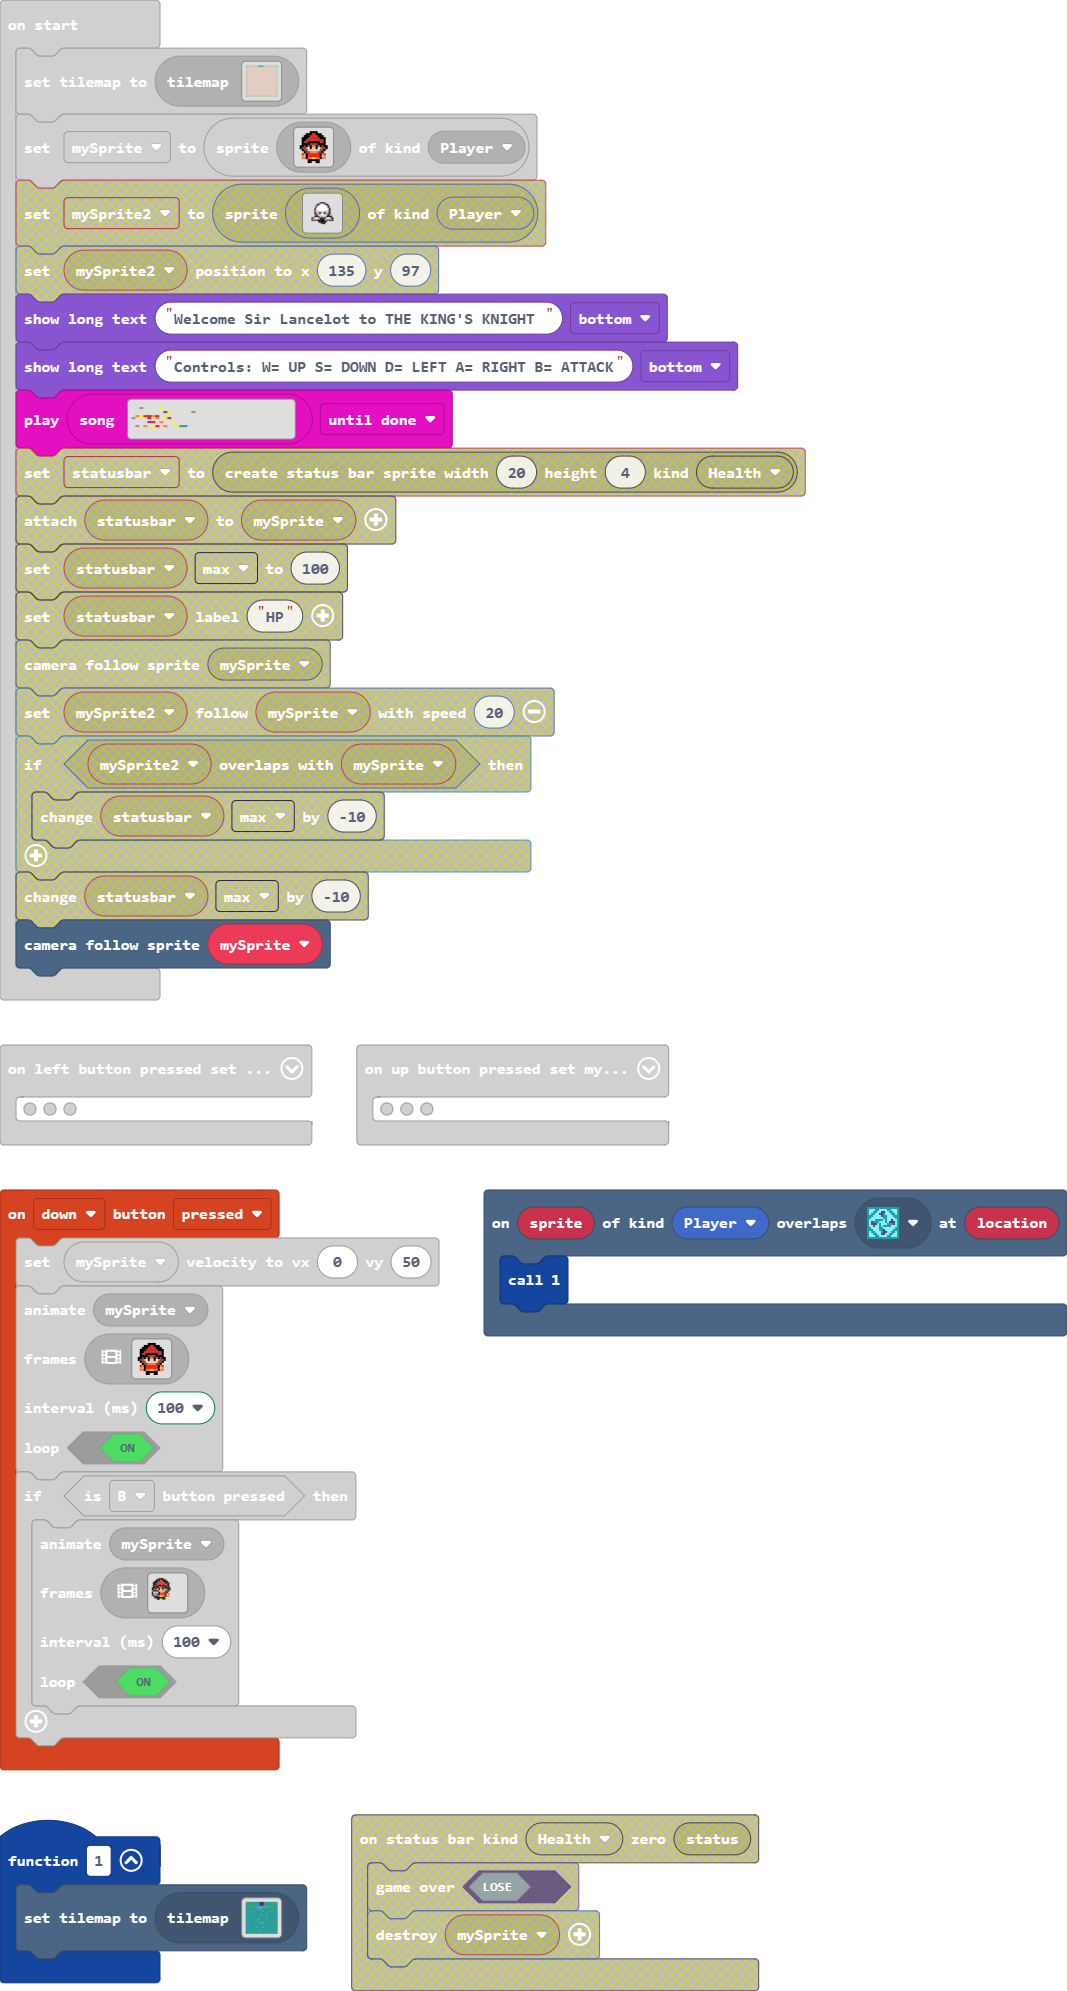 on start
set tilemap to tilemap
set mySprite to sprite of kind Player
set mySprite2 to sprite of kind Player
set mySprite2 position to x 135 y 97
show long text "Welcome Sir Lancelot to THE KING'S KNIGHT " bottom
show long text "Controls: W= UP S= DOWN D= LEFT A= RIGHT B= ATTACK" bottom
play song until done
set statusbar to create status bar sprite width 20 height 4 kind Health
attach statusbar to mySprite
set statusbar max to 100
set statusbar label "HP"
camera follow sprite mySprite
set mySprite2 follow mySprite with speed 20
if mySprite2 overlaps with mySprite then
change statusbar max by -10
change statusbar max by -10
camera follow sprite mySprite
on left button pressed set ...
on up button pressed set my...
on down button pressed
set mySprite velocity to vx 0 vy 50
animate mySprite
frames
interval (ms) 100
loop ON
if is B button pressed then
animate mySprite
frames
interval (ms) 100
loop ON
on sprite of kind Player overlaps at location
call 1
function 1
set tilemap to tilemap
on status bar kind Health zero status
game over LOSE
destroy mySprite